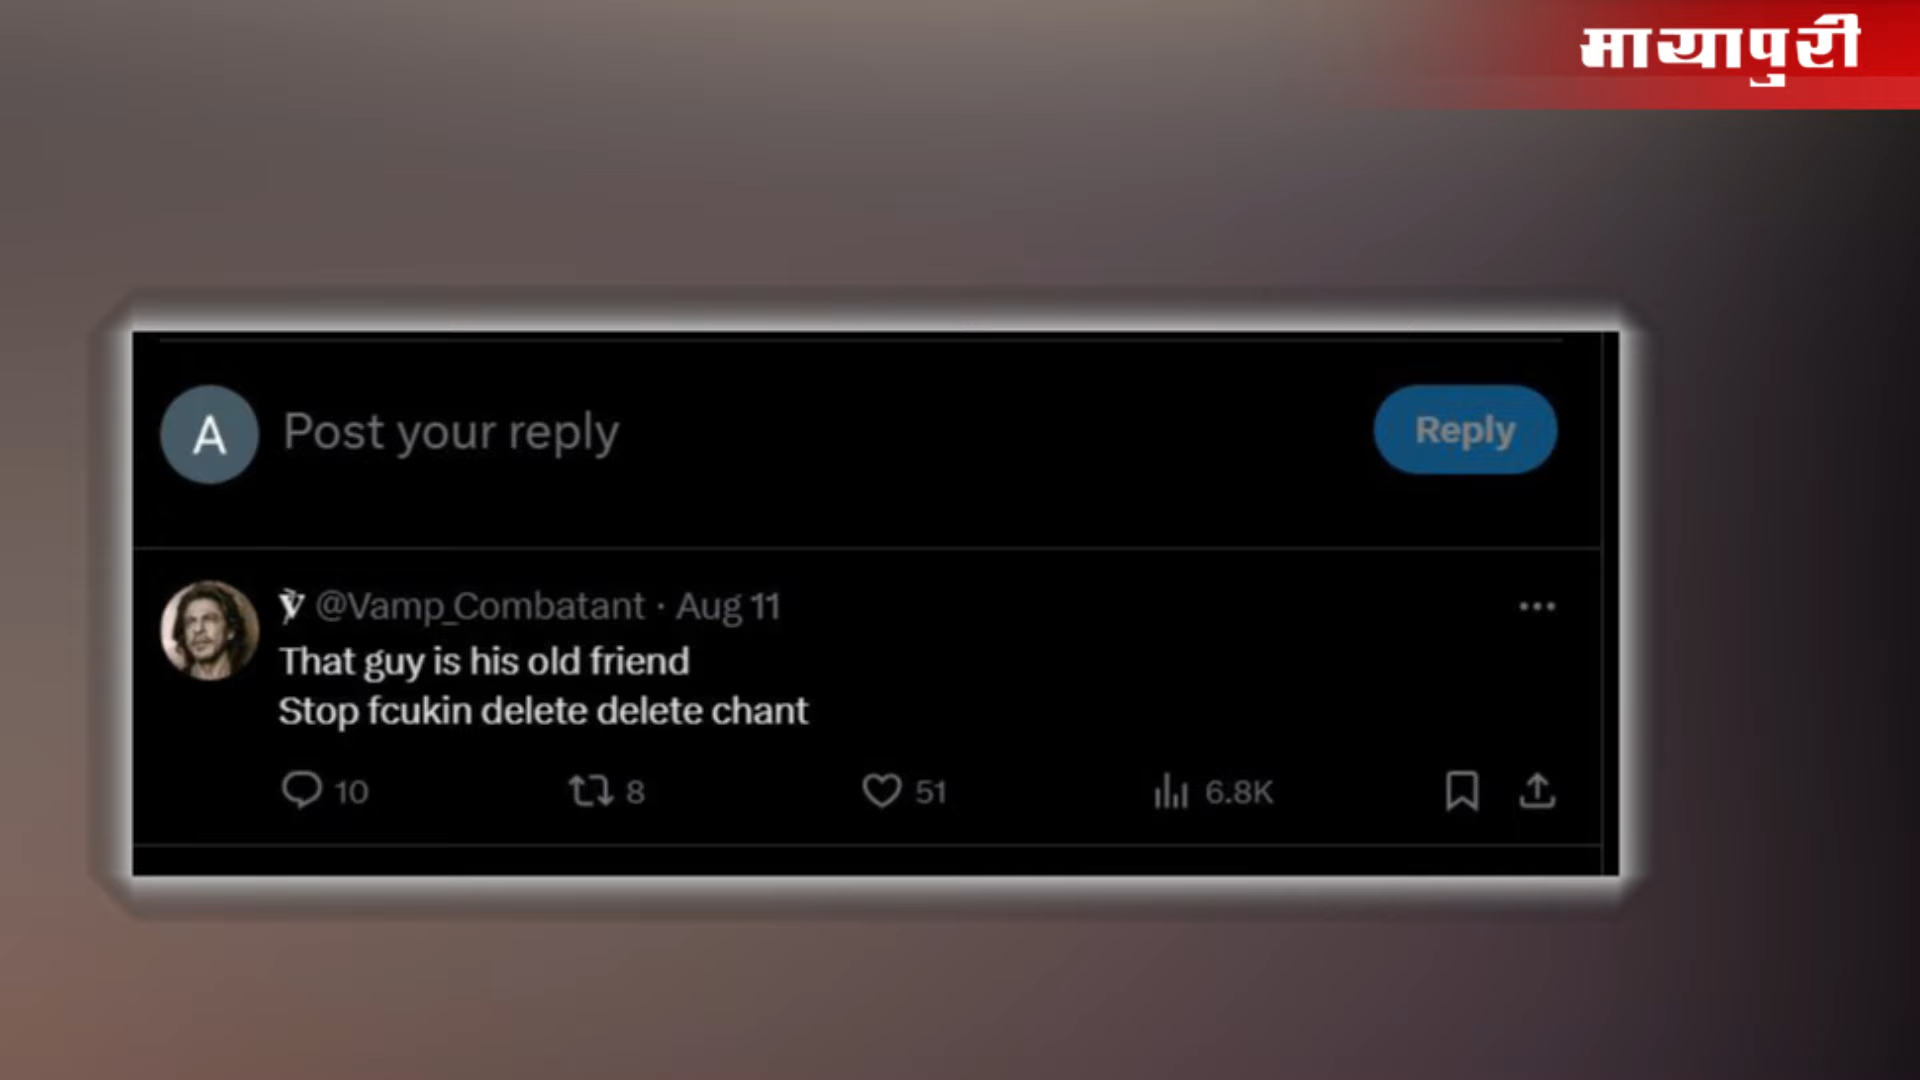 मायापुरी
A
Post your reply
Reply
V @Vamp_Combatant · Aug 11
That guy is his old friend
Stop fcukin delete delete chant
10 8 51 6.8K